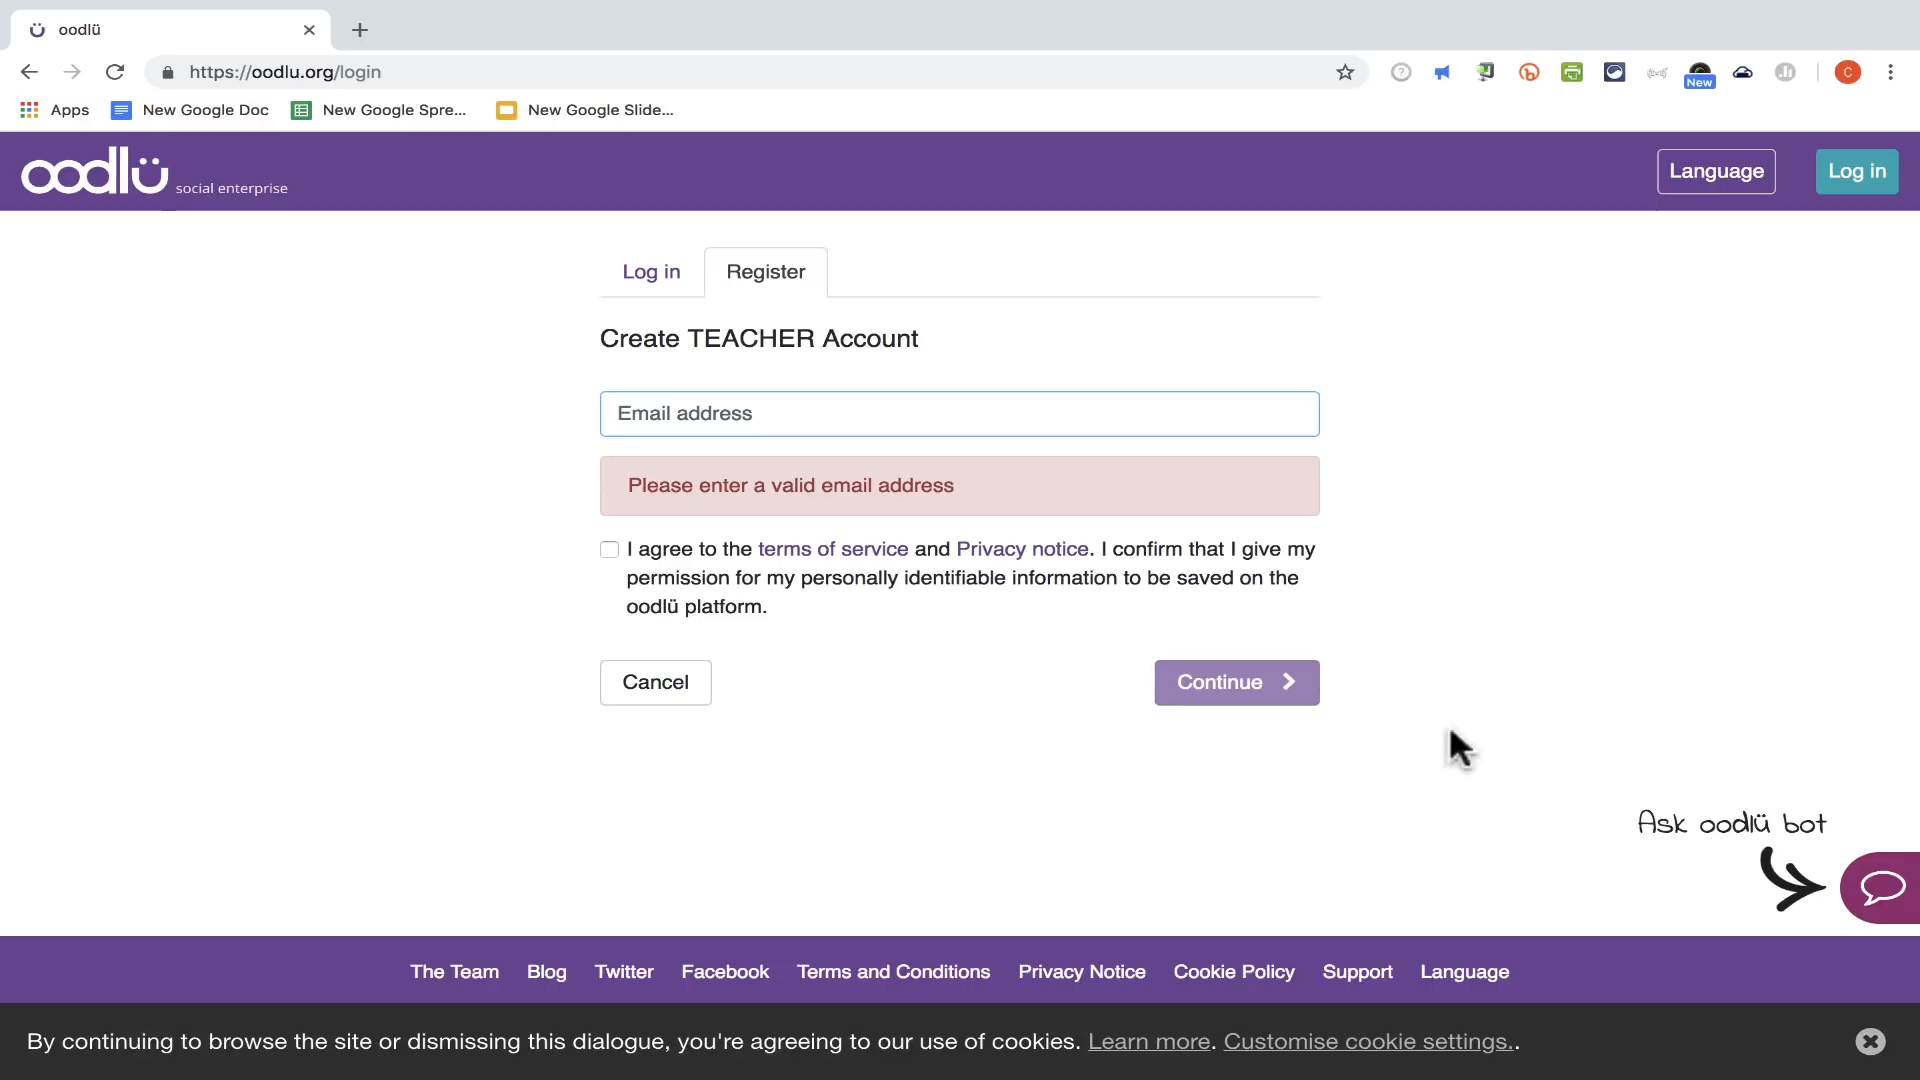 oodlü
https://oodlu.org/login
New
C
Apps
New Google Doc
New Google Spre...
New Google Slide...
oodlü social enterprise
Language
Log in
Log in
Register
Create TEACHER Account
Email address
Please enter a valid email address
I agree to the terms of service and Privacy notice. I confirm that I give my
permission for my personally identifiable information to be saved on the
oodlü platform.
Cancel
Continue
Ask oodlü bot
The Team
Blog
Twitter
Facebook
Terms and Conditions
Privacy Notice
Cookie Policy
Support
Language
By continuing to browse the site or dismissing this dialogue, you're agreeing to our use of cookies. Learn more. Customise cookie settings..